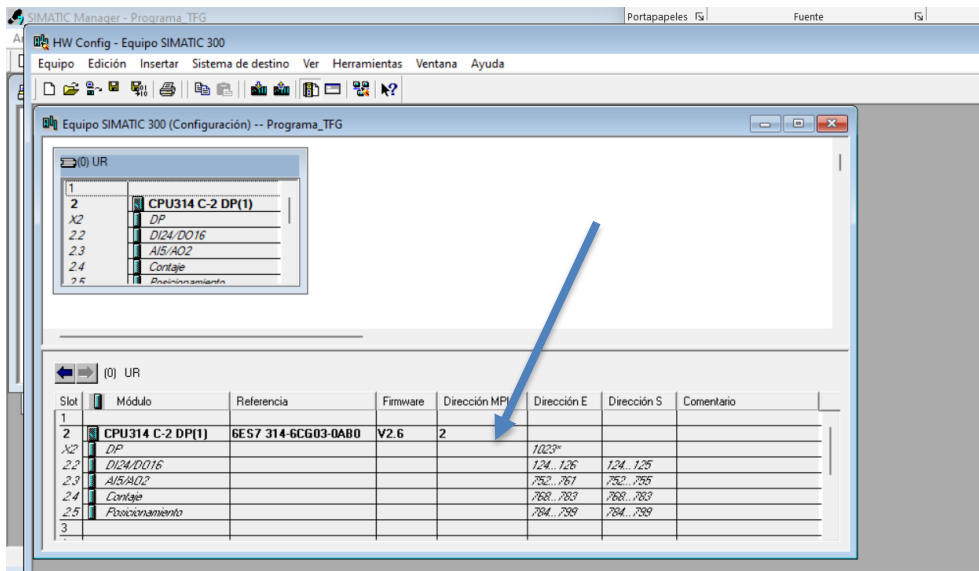 SIMATIC Manager - Programa_TFG
Portapapeles Fuente
HW Config - Equipo SIMATIC 300
Equipo Edición Insertar Sistema de destino Ver Herramientas Ventana Ayuda
Equipo SIMATIC 300 (Configuración) -- Programa_TFG
(0) UR
1
2 CPU314 C-2 DP(1)
X2 DP
2.2 DI24/DO16
2.3 AI5/AO2
2.4 Contaje
2.5 Posicionamiento
(0) UR
Slot Módulo Referencia Firmware Dirección MPI Dirección E Dirección S Comentario
1
2 CPU314 C-2 DP(1) 6ES7 314-6CG03-0AB0 V2.6 2
X2 DP 1023*
2.2 DI24/DO16 124...126 124...125
2.3 AI5/AO2 752...761 752...755
2.4 Contaje 768...783 768...783
2.5 Posicionamiento 784...799 784...799
3